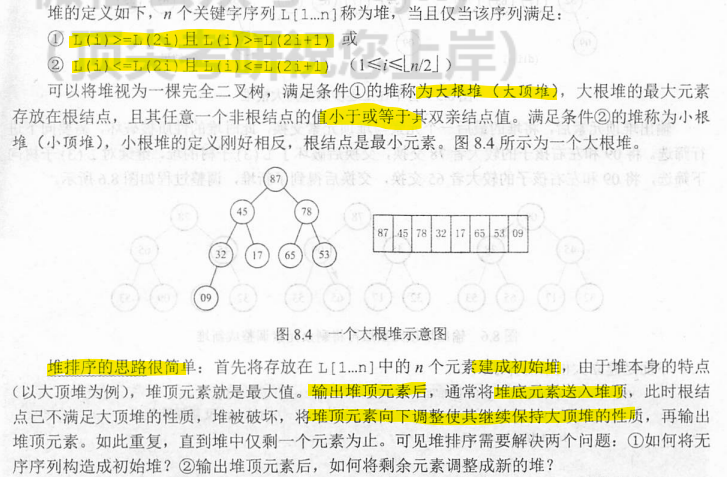 堆的定义如下,n 个关键字序列 L[1…n]称为堆,当且仅当该序列满足:
① L(i)>=L(2i)且 L(i)>=L(2i+1) 或
② L(i)<=L(2i)且 L(i)<=L(2i+1) (1≤i≤⌊n/2⌋)
可以将堆视为一棵完全二叉树,满足条件①的堆称为大根堆(大顶堆),大根堆的最大元素
存放在根结点,且其任意一个非根结点的值小于或等于其双亲结点值。满足条件②的堆称为小根
堆(小顶堆),小根堆的定义刚好相反,根结点是最小元素。图 8.4 所示为一个大根堆。
87
45 78
32 17 65 53
09
87 45 78 32 17 65 53 09
图 8.4 一个大根堆示意图
堆排序的思路很简单:首先将存放在 L[1…n]中的 n 个元素建成初始堆,由于堆本身的特点
(以大顶堆为例),堆顶元素就是最大值。输出堆顶元素后,通常将堆底元素送入堆顶,此时根结
点已不满足大顶堆的性质,堆被破坏,将堆顶元素向下调整使其继续保持大顶堆的性质,再输出
堆顶元素。如此重复,直到堆中仅剩一个元素为止。可见堆排序需要解决两个问题:①如何将无
序序列构造成初始堆?②输出堆顶元素后,如何将剩余元素调整成新的堆?